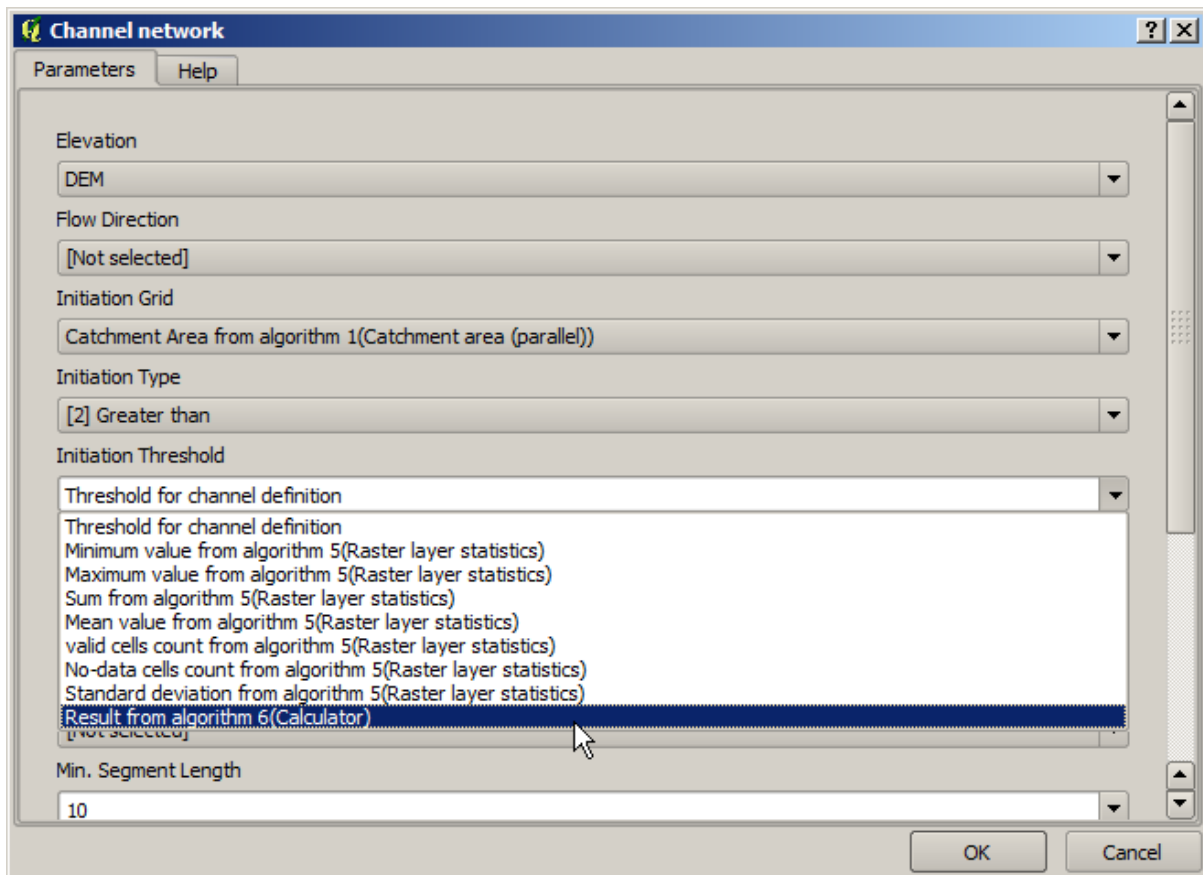 Channel network
Parameters
Help
Elevation
DEM
Flow Direction
[Not selected]
Initiation Grid
Catchment Area from algorithm 1(Catchment area (parallel))
Initiation Type
[2] Greater than
Initiation Threshold
Threshold for channel definition
Threshold for channel definition
Minimum value from algorithm 5(Raster layer statistics)
Maximum value from algorithm 5(Raster layer statistics)
Sum from algorithm 5(Raster layer statistics)
Mean value from algorithm 5(Raster layer statistics)
valid cells count from algorithm 5(Raster layer statistics)
No-data cells count from algorithm 5(Raster layer statistics)
Standard deviation from algorithm 5(Raster layer statistics)
Result from algorithm 6(Calculator)
[Not selected]
Min. Segment Length
10
OK
Cancel